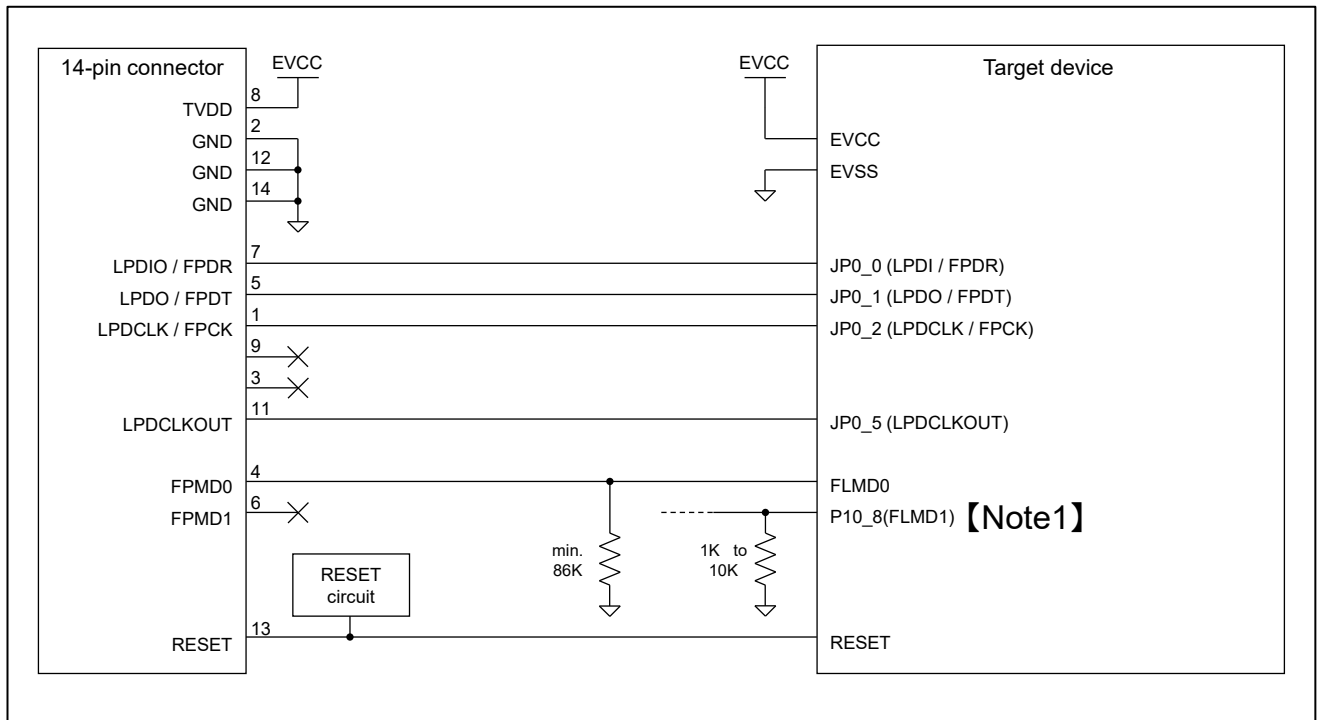 14-pin connector
EVCC
EVCC
Target device
8
TVDD
2
GND
EVCC
12
GND
EVSS
14
GND
7
LPDIO / FPDR
JP0_0 (LPDI / FPDR)
5
LPDO / FPDT
JP0_1 (LPDO / FPDT)
1
LPDCLK / FPCK
JP0_2 (LPDCLK / FPCK)
9
3
11
LPDCLKOUT
JP0_5 (LPDCLKOUT)
4
FPMD0
FLMD0
6
FPMD1
P10_8(FLMD1)【Note1】
min.
86K
1K to
10K
RESET
circuit
13
RESET
RESET